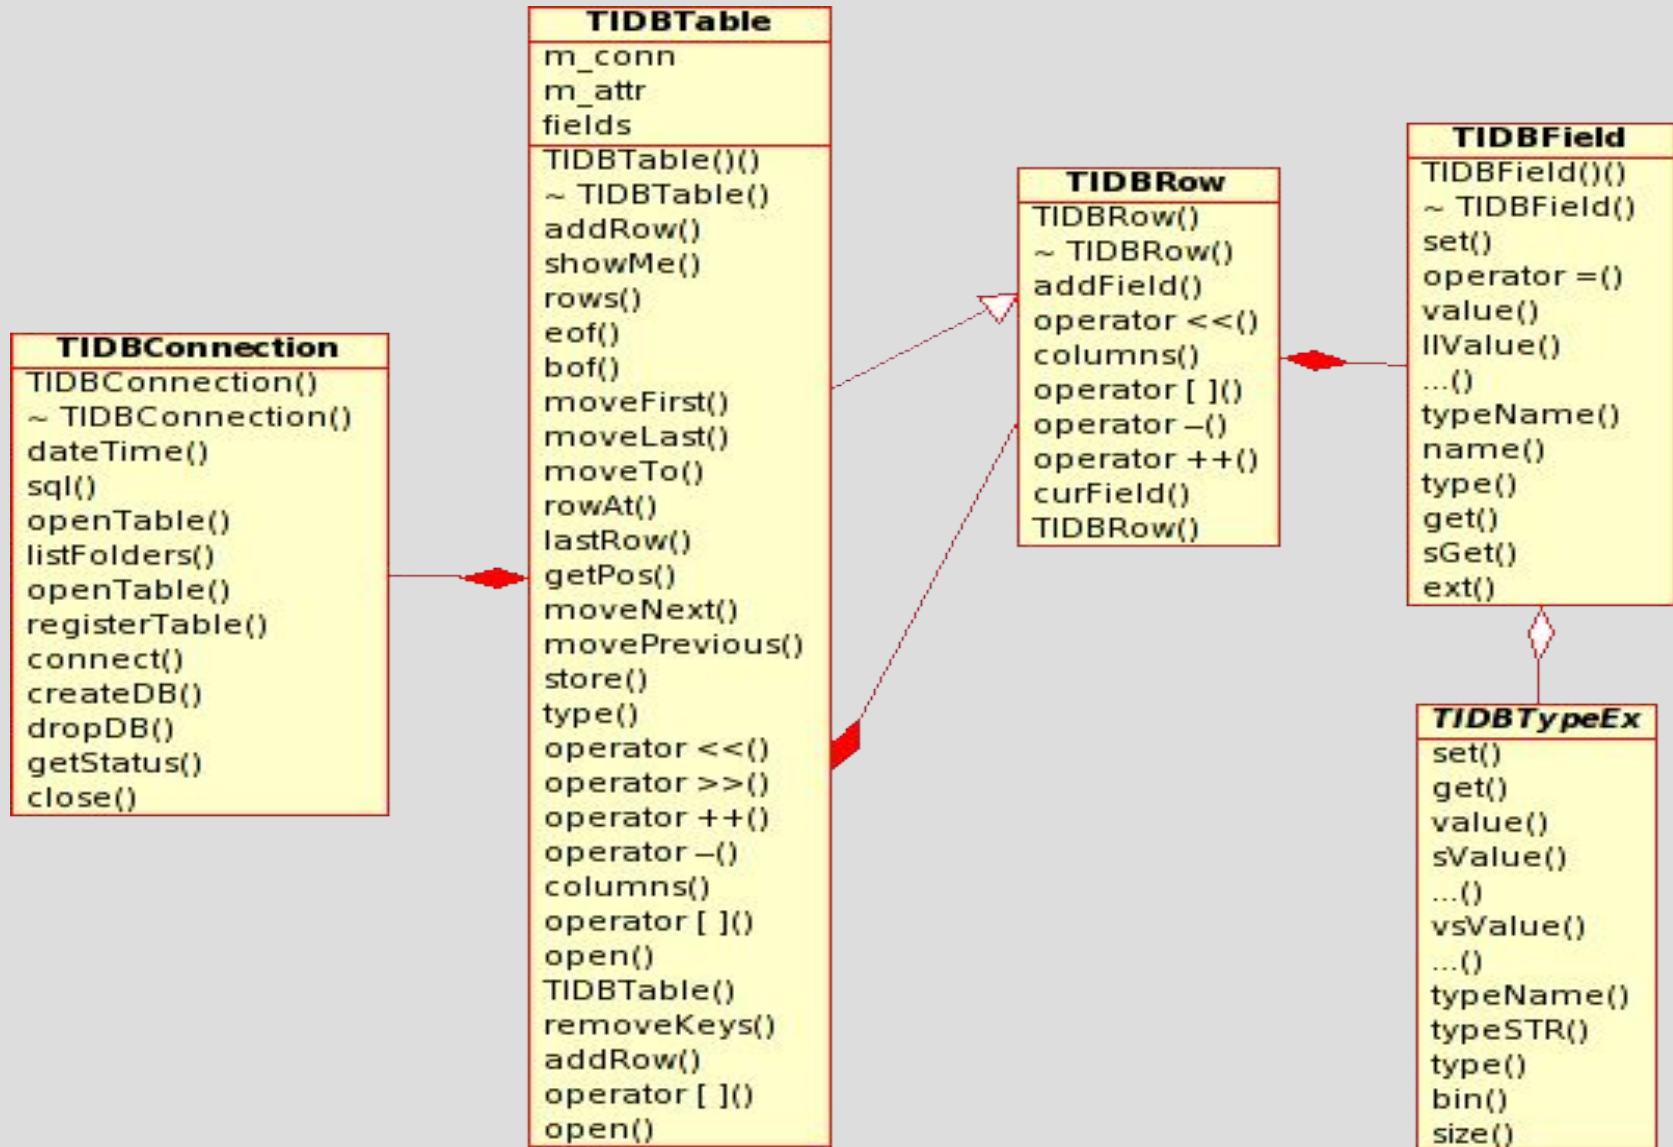 TIDBConnection
TIDBConnection()
~ TIDBConnection()
dateTime()
sql()
openTable()
listFolders()
openTable()
registerTable()
connect()
createDB()
dropDB()
getStatus()
close()
TIDBTable
m_conn
m_attr
fields
TIDBTable()()
~ TIDBTable()
addRow()
showMe()
rows()
eof()
bof()
moveFirst()
moveLast()
moveTo()
rowAt()
lastRow()
getPos()
moveNext()
movePrevious()
store()
type()
operator <<()
operator >>()
operator ++()
operator –()
columns()
operator [ ]()
open()
TIDBTable()
removeKeys()
addRow()
operator [ ]()
open()
TIDBRow
TIDBRow()
~ TIDBRow()
addField()
operator <<()
columns()
operator [ ]()
operator –()
operator ++()
curField()
TIDBRow()
TIDBField
TIDBField()()
~ TIDBField()
set()
operator =()
value()
llValue()
...()
typeName()
name()
type()
get()
sGet()
ext()
TIDBTypeEx
set()
get()
value()
sValue()
...()
vsValue()
...()
typeName()
typeSTR()
type()
bin()
size()